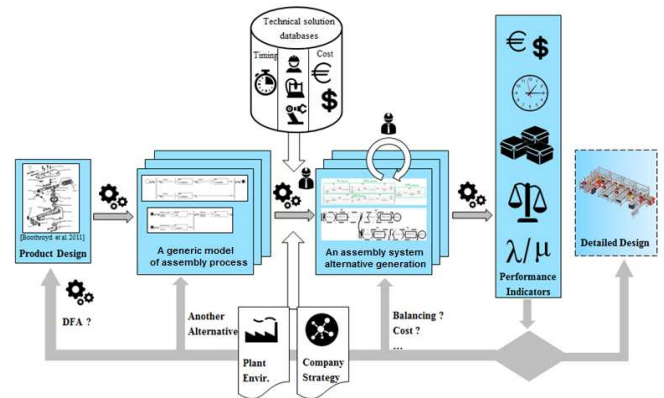 Technical solution
databases
Timing
Cost
€
$
€ $
[Boothroyd et al. 2011]
Product Design
A generic model
of assembly process
An assembly system
alternative generation
λ/μ
Performance
Indicators
Detailed Design
DFA ?
Another
Alternative
Balancing ?
Cost ?
...
Plant
Envir.
Company
Strategy